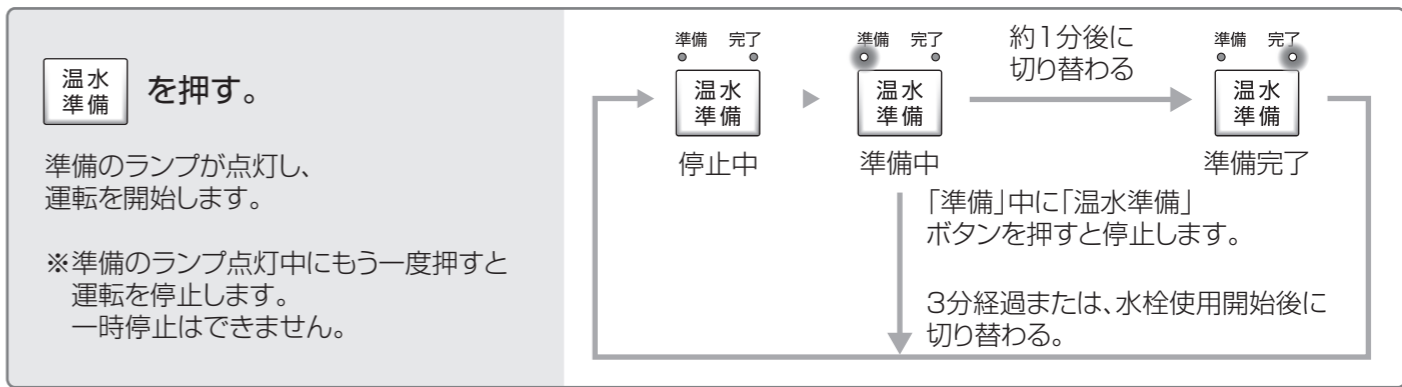 温水
準備
を押す。
準備のランプが点灯し、
運転を開始します。
※準備のランプ点灯中にもう一度押すと
運転を停止します。
一時停止はできません。
準備 完了
温水
準備
停止中
準備 完了
温水
準備
準備中
約1分後に
切り替わる
準備 完了
温水
準備
準備完了
「準備」中に「温水準備」
ボタンを押すと停止します。
3分経過または、水栓使用開始後に
切り替わる。